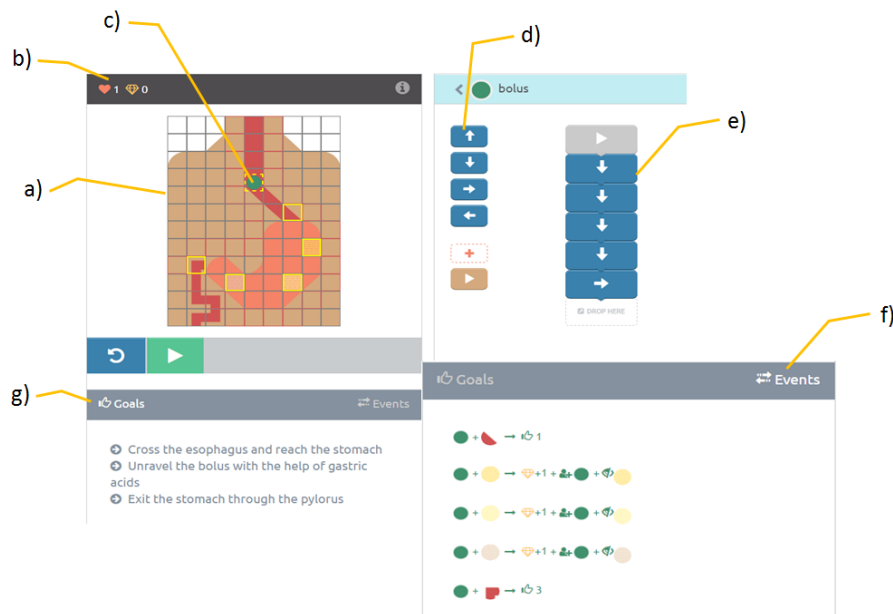 c)
d)
b)
1 0
bolus
e)
a)
DROP HERE
f)
g)
Goals
Events
Cross the esophagus and reach the stomach
Unravel the bolus with the help of gastric
acids
Exit the stomach through the pylorus
Goals
Events
+ → 1
+ → +1 + +
+ → +1 + +
+ → +1 + +
+ → 3